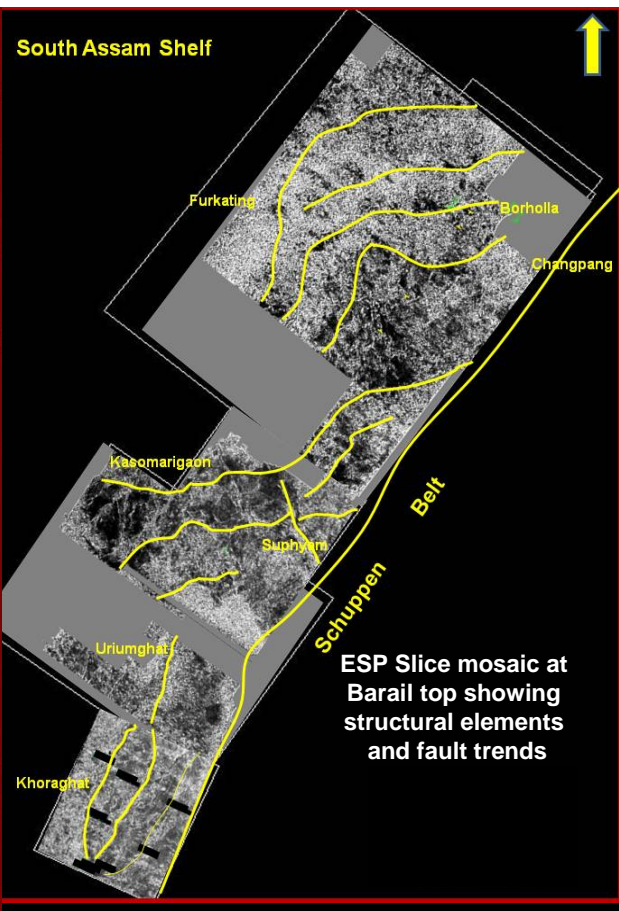 South Assam Shelf
Furkating
Borholla
Changpang
Kasomarigaon
Belt
Suphyam
Schuppen
Uriumghat
ESP Slice mosaic at
Barail top showing
structural elements
and fault trends
Khoraghat